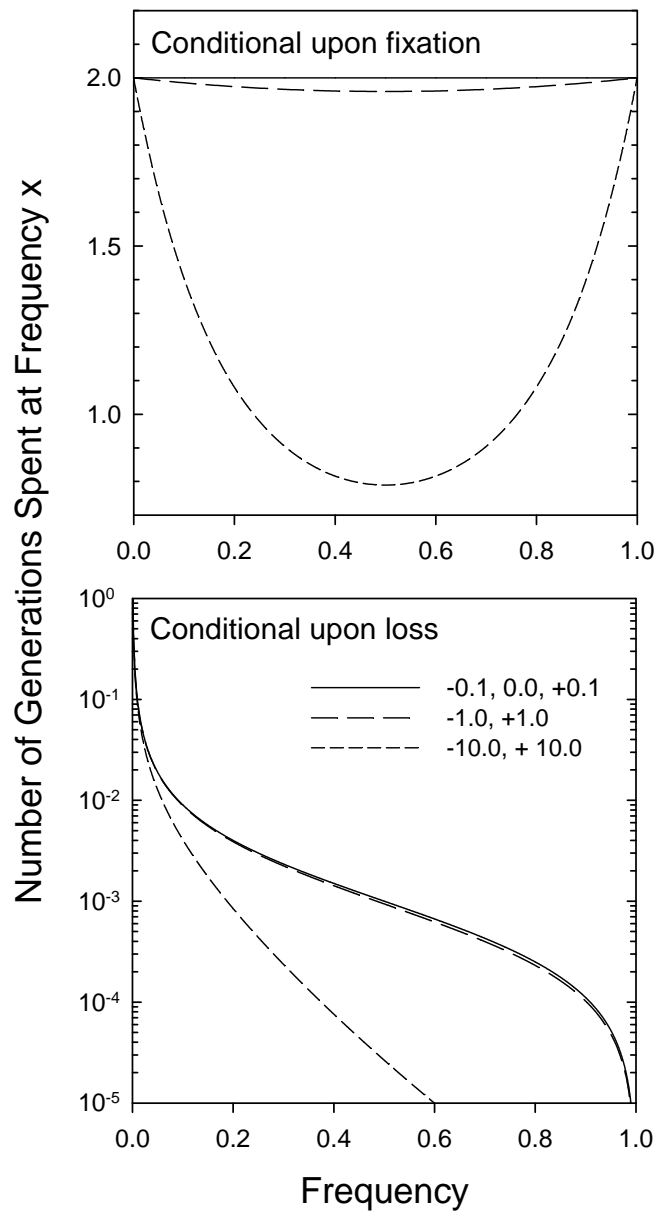 Number of Generations Spent at Frequency x
Conditional upon fixation
2.0
1.5
1.0
0.0 0.2 0.4 0.6 0.8 1.0
Conditional upon loss
-0.1, 0.0, +0.1
-1.0, +1.0
-10.0, + 10.0
10⁰
10⁻¹
10⁻²
10⁻³
10⁻⁴
10⁻⁵
0.0 0.2 0.4 0.6 0.8 1.0
Frequency